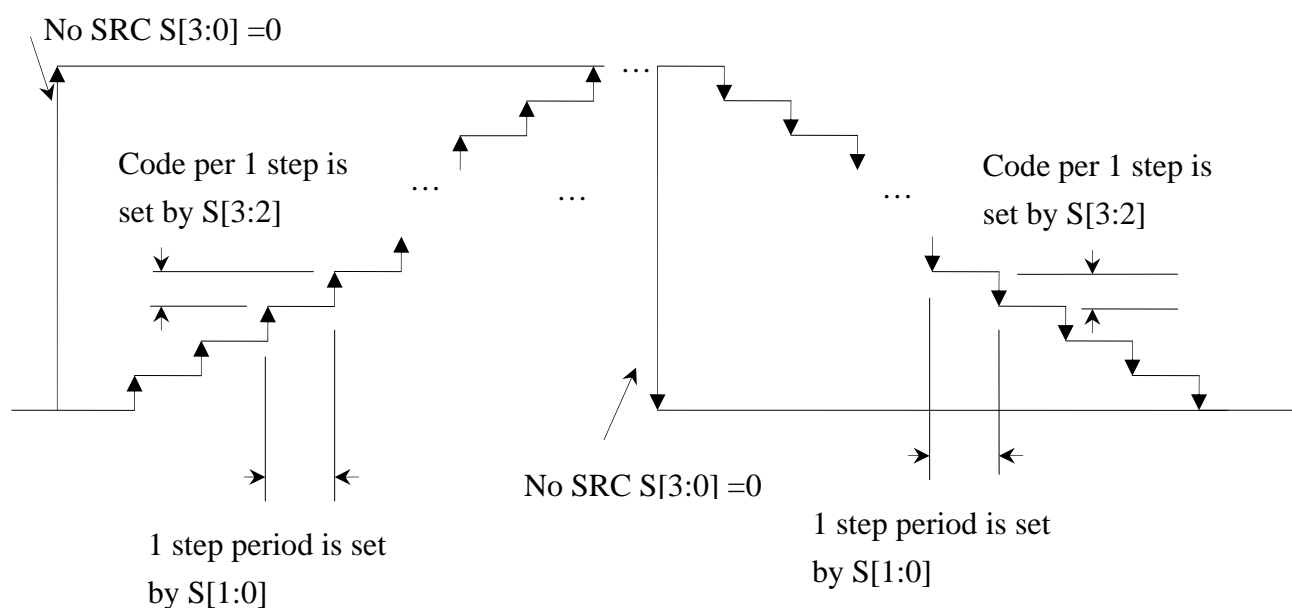 No SRC S[3:0] =0
…
Code per 1 step is
set by S[3:2]
…
…
…
Code per 1 step is
set by S[3:2]
No SRC S[3:0] =0
1 step period is set
by S[1:0]
1 step period is set
by S[1:0]